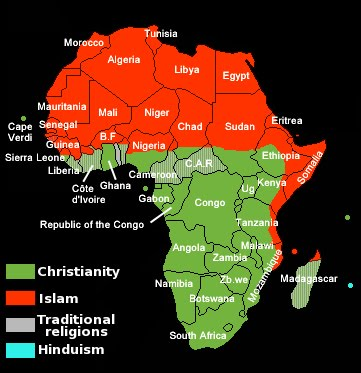 Tunisia
Morocco
Algeria
Libya
Egypt
Mauritania
Mali
Niger
Chad
Sudan
Eritrea
Cape
Verdi
Senegal
B.F
Guinea
Nigeria
Ethiopia
Somalia
Sierra Leone
Liberia
Côte
d'Ivoire
Ghana
Cameroon
C.A.R
Ug
Kenya
Gabon
Congo
Republic of the Congo
Tanzania
Angola
Malawi
Zambia
Mozambique
Madagascar
Namibia
Zb.we
Botswana
South Africa
Christianity
Islam
Traditional
religions
Hinduism